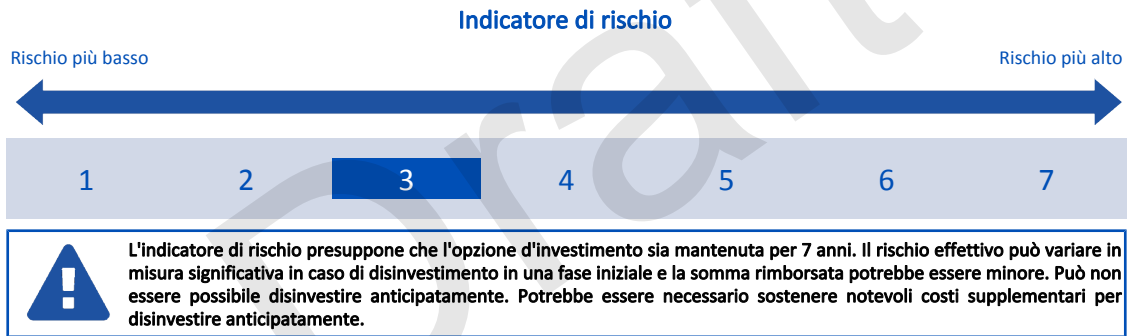 Indicatore di rischio
Rischio più basso
Rischio più alto
1 2 3 4 5 6 7
L'indicatore di rischio presuppone che l'opzione d'investimento sia mantenuta per 7 anni. Il rischio effettivo può variare in
misura significativa in caso di disinvestimento in una fase iniziale e la somma rimborsata potrebbe essere minore. Può non
essere possibile disinvestire anticipatamente. Potrebbe essere necessario sostenere notevoli costi supplementari per
disinvestire anticipatamente.
Draft